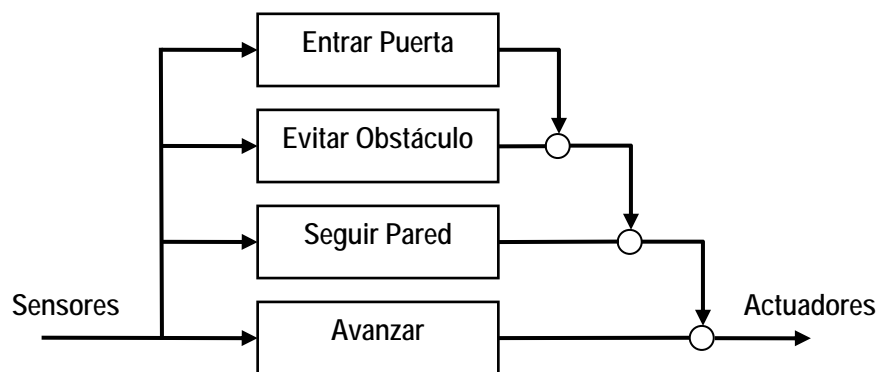 Entrar Puerta
Evitar Obstáculo
Seguir Pared
Sensores
Avanzar
Actuadores